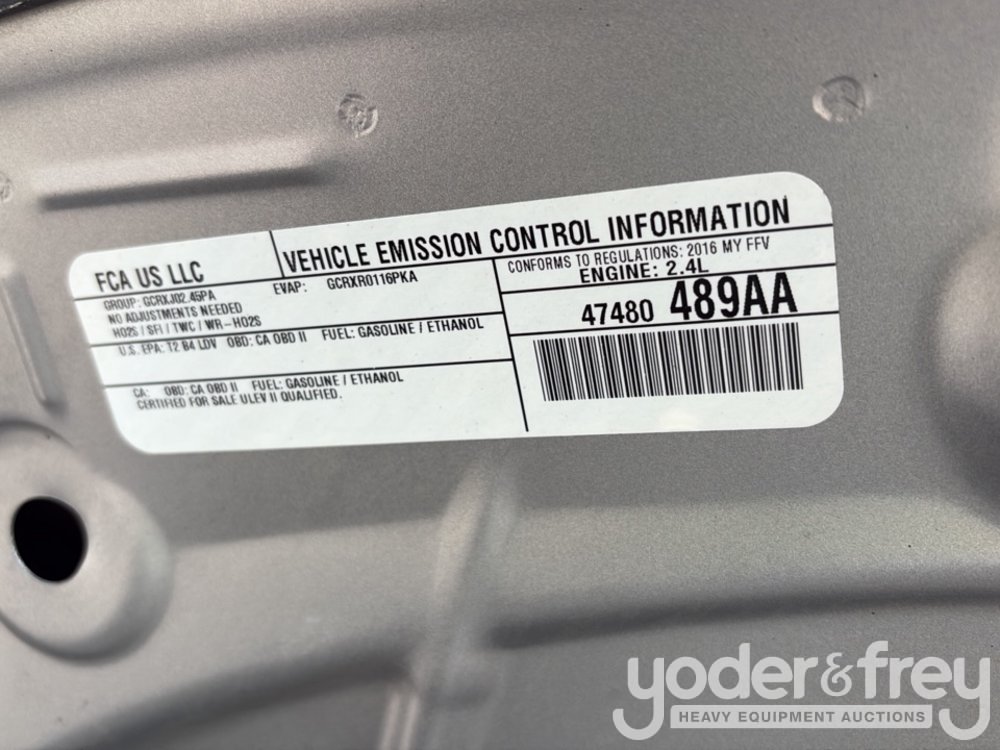 FCA US LLC
VEHICLE EMISSION CONTROL INFORMATION
GROUP: GCRXJ02.45PA
EVAP: GCRXR0116PKA
NO ADJUSTMENTS NEEDED
HO2S / SFI / TWC / WR-HO2S
U.S. EPA: T2 B4 LDV OBD: CA OBD II FUEL: GASOLINE / ETHANOL
CA: OBD: CA OBD II FUEL: GASOLINE / ETHANOL
CERTIFIED FOR SALE ULEV II QUALIFIED.
CONFORMS TO REGULATIONS: 2016 MY FFV
ENGINE: 2.4L
47480 489AA
yoder&frey
HEAVY EQUIPMENT AUCTIONS